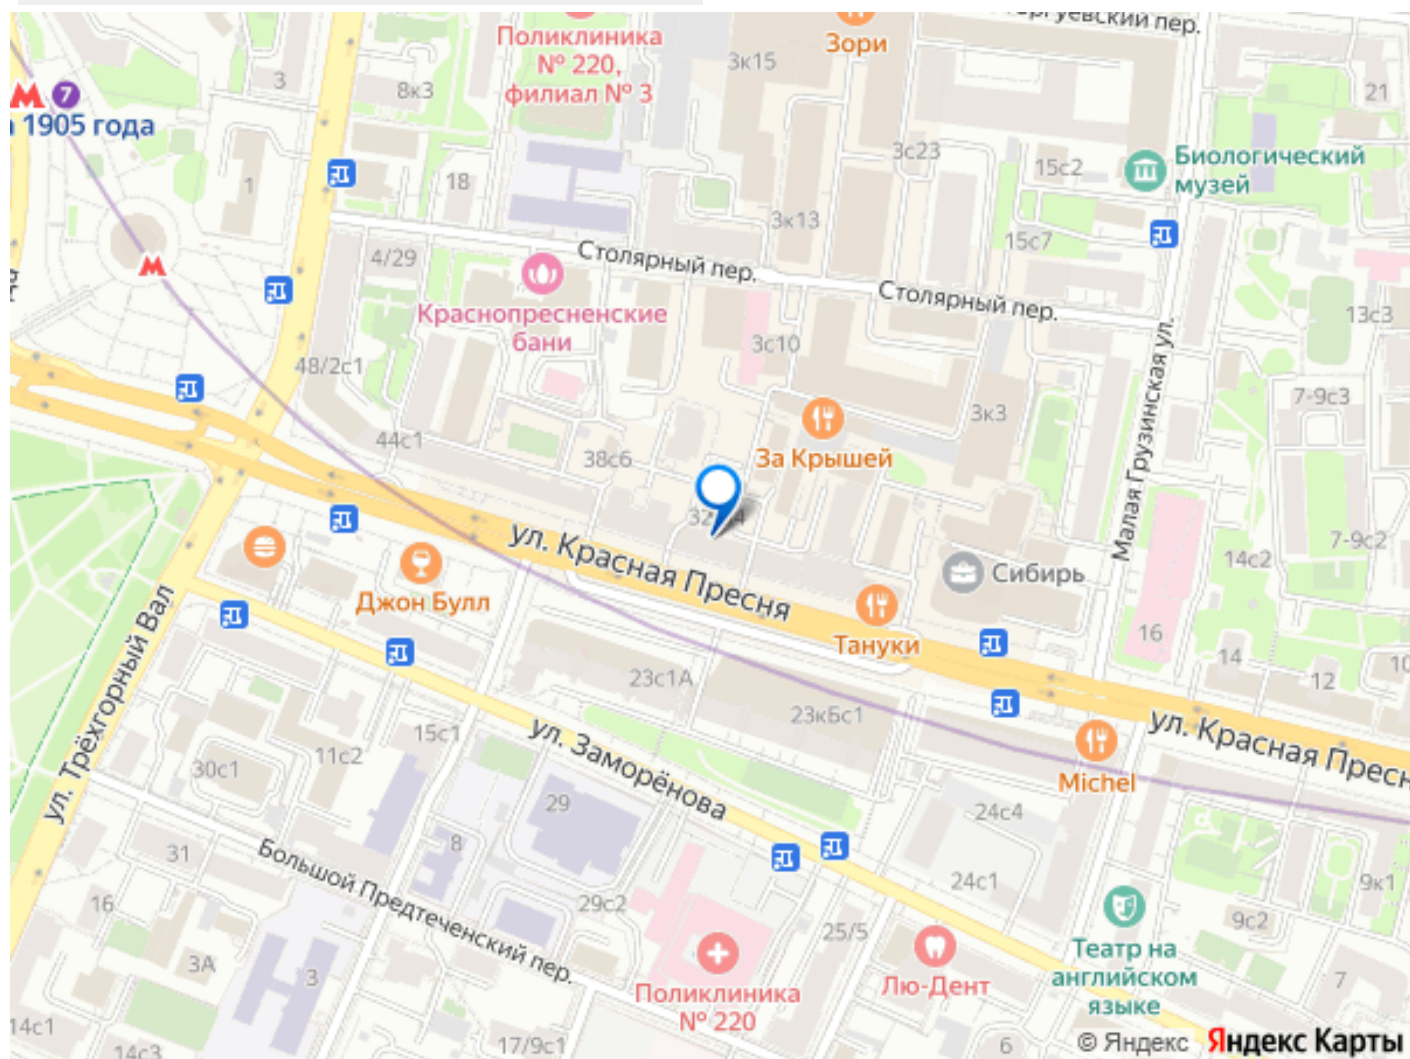 Поликлиника
№ 220,
филиал № 3
Зори
3к15
3
8к3
21
7
1905 года
3с23
15с2
Биологический
музей
1
18
3к13
15с7
4/29
Столярный пер.
Столярный пер.
Краснопресненские
бани
13с3
3с10
48/2с1
7-9с3
3к3
Малая Грузинская ул.
44с1
38с6
За Крышей
ул. Красная Пресня
Джон Булл
Сибирь
14с2
7-9с2
Тануки
16
14
12
10
ул. Трёхгорный Вал
23с1А
23кБс1
15с1
11с2
30с1
ул. Заморёнова
ул. Красная Пресн
Michel
29
8
24с4
31
Большой Предтеченский пер.
24с1
9к1
16
29с2
25/5
9с2
3А
3
Поликлиника
№ 220
Лю-Дент
Театр на
английском
языке
7
14с1
14с3
17/9с1
6
© Яндекс Яндекс Карты